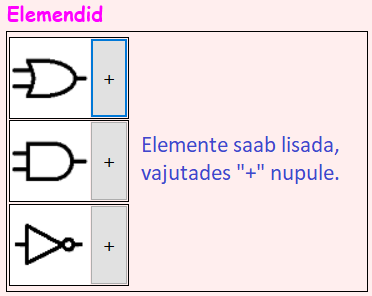 Elemendid
+
+
Elemente saab lisada,
vajutades "+" nupule.
+